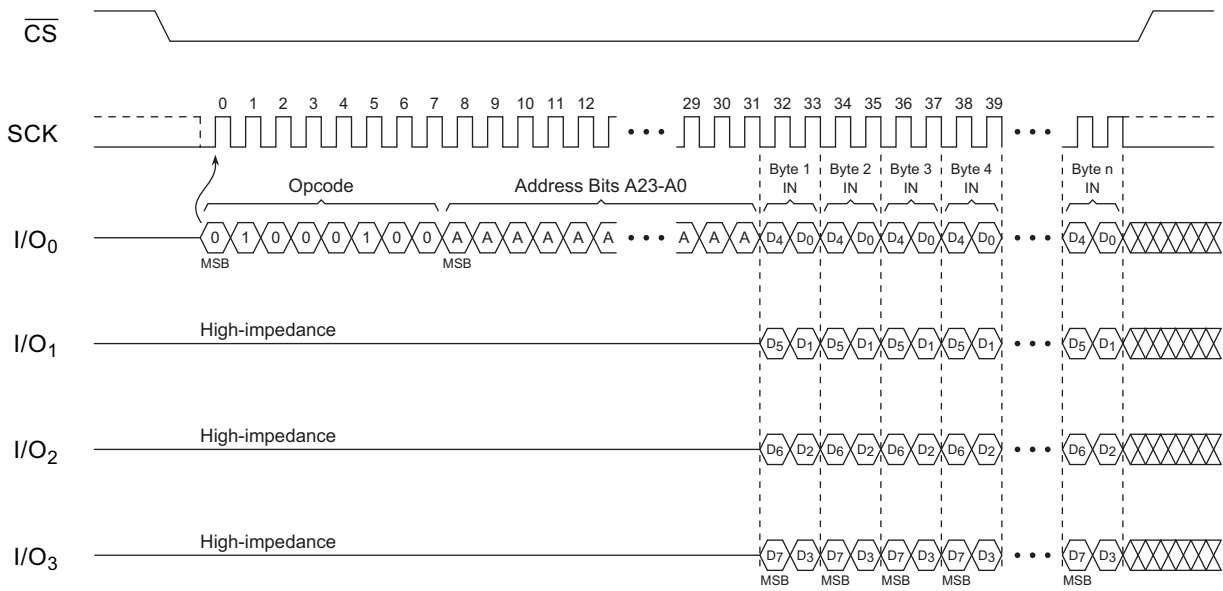 CS
0 1 2 3 4 5 6 7 8 9 10 11 12 29 30 31 32 33 34 35 36 37 38 39
SCK
Opcode
Address Bits A23-A0
Byte 1 IN
Byte 2 IN
Byte 3 IN
Byte 4 IN
Byte n IN
I/O0 0 1 0 0 0 1 0 0 A A A A A A A A A D4 D0 D4 D0 D4 D0 D4 D0 D4 D0
MSB MSB
High-impedance
I/O1 D5 D1 D5 D1 D5 D1 D5 D1 D5 D1
High-impedance
I/O2 D6 D2 D6 D2 D6 D2 D6 D2 D6 D2
High-impedance
I/O3 D7 D3 D7 D3 D7 D3 D7 D3 D7 D3
MSB MSB MSB MSB MSB